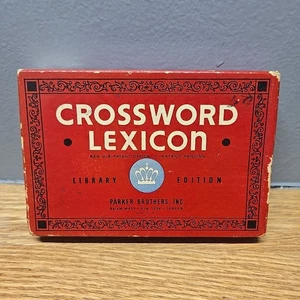 CROSSWORD
LEXICON
LIBRARY EDITION
PARKER BROTHERS INC